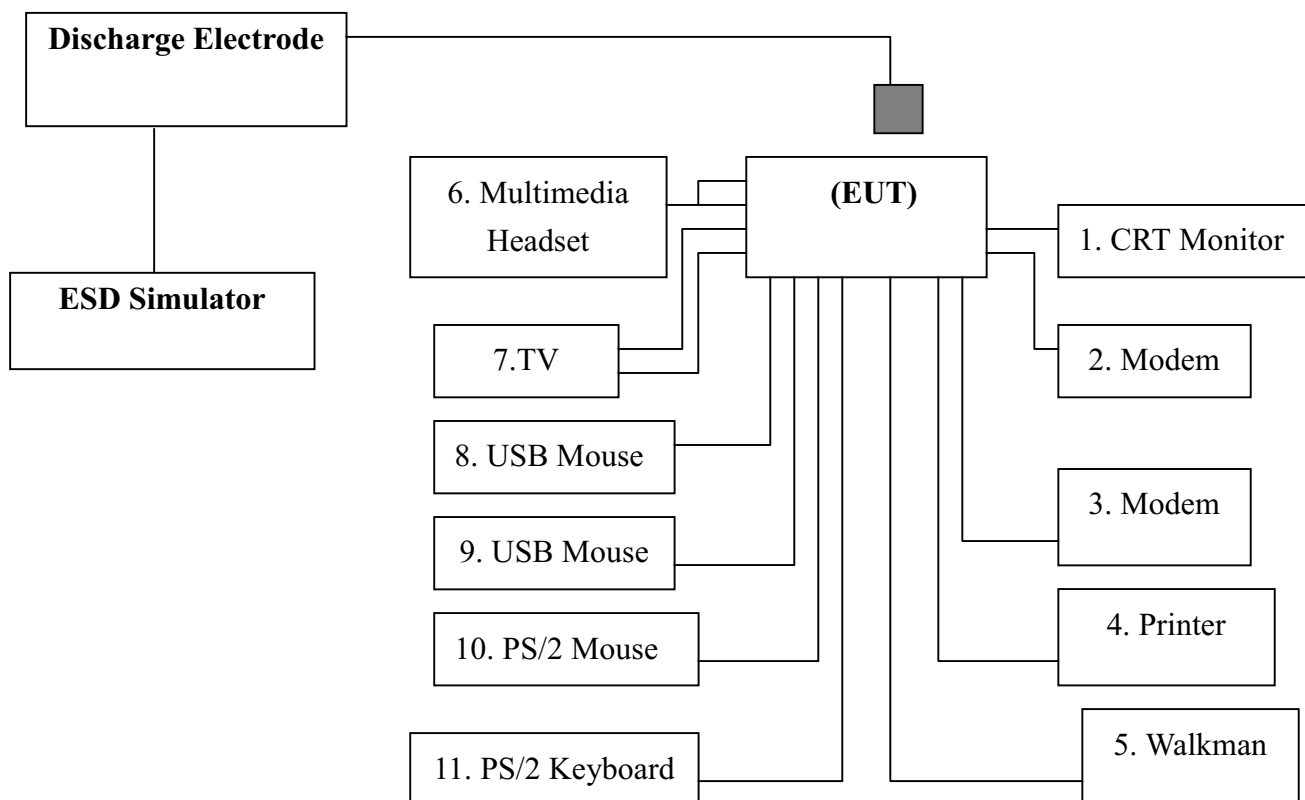 Discharge Electrode
ESD Simulator
6. Multimedia
Headset
(EUT)
1. CRT Monitor
7.TV
2. Modem
8. USB Mouse
3. Modem
9. USB Mouse
10. PS/2 Mouse
4. Printer
11. PS/2 Keyboard
5. Walkman